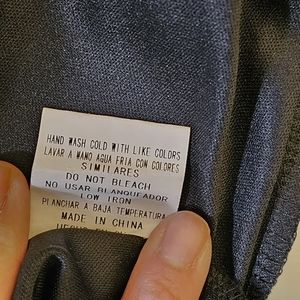 HAND WASH COLD WITH LIKE COLORS
LAVAR A MANO AGUA FRIA CON COLORES
SIMILARES
DO NOT BLEACH
NO USAR BLANQUEADOR
LOW IRON
PLANCHAR A BAJA TEMPERATURA
MADE IN CHINA